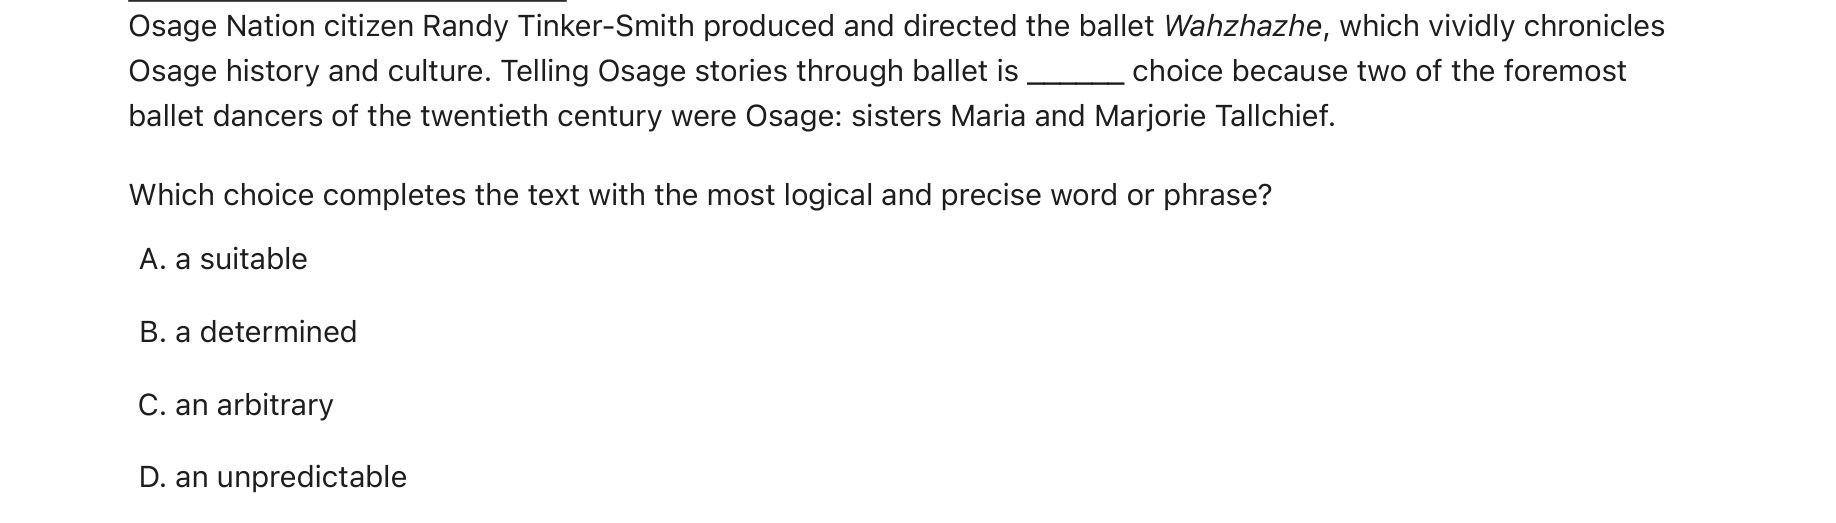 Osage Nation citizen Randy Tinker-Smith produced and directed the ballet Wahzhazhe, which vividly chronicles
Osage history and culture. Telling Osage stories through ballet is ______ choice because two of the foremost
ballet dancers of the twentieth century were Osage: sisters Maria and Marjorie Tallchief.
Which choice completes the text with the most logical and precise word or phrase?
A. a suitable
B. a determined
C. an arbitrary
D. an unpredictable